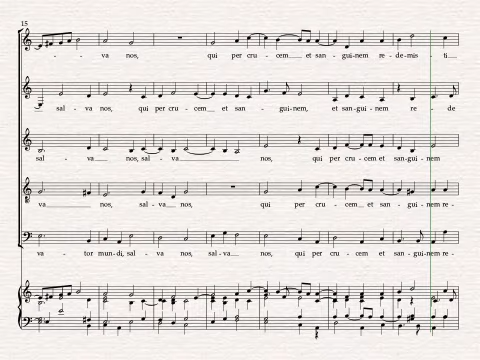 15
- - va nos, qui per cru - cem et san - gui-nem re - de-mis - ti
sal - va nos, qui per cru - cem et san - gui-nem, et san-gui-nem re - de
sal - va nos, sal - va nos, qui per cru-cem et san-gui-nem
va nos, sal - va nos, qui per cru - cem et san - gui - nem
va - tor mun-di, sal - va nos, sal - va nos, qui per cru - cem et san-gui-nem re -